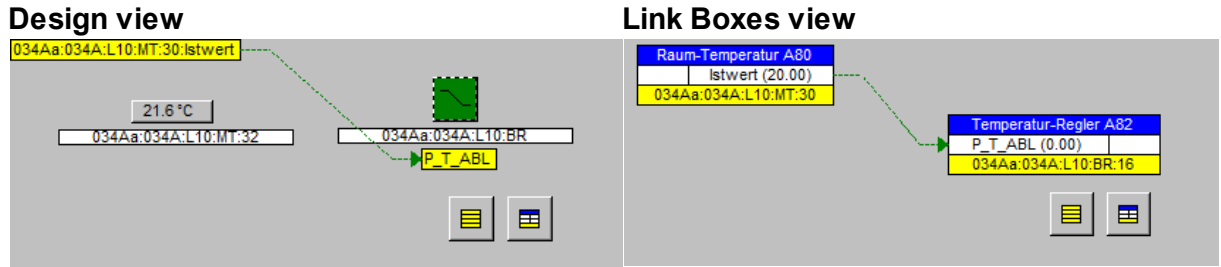 Design view
034Aa:034A:L10:MT:30:Istwert
21.6 °C
034Aa:034A:L10:MT:32
034Aa:034A:L10:BR
P_T_ABL
Link Boxes view
Raum-Temperatur A80
Istwert (20.00)
034Aa:034A:L10:MT:30
Temperatur-Regler A82
P_T_ABL (0.00)
034Aa:034A:L10:BR:16